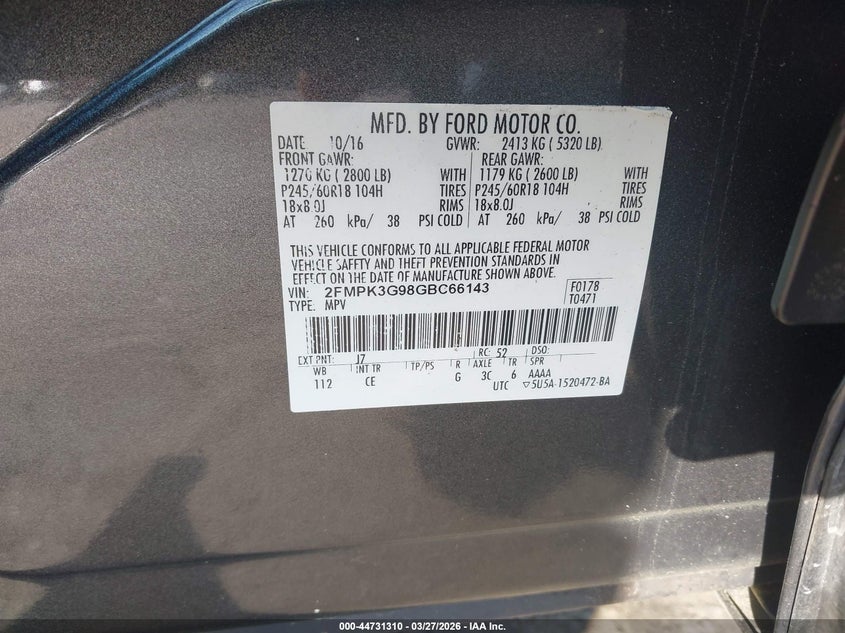 MFD. BY FORD MOTOR CO.
DATE 10/16 GVWR: 2413 KG ( 5320 LB)
FRONT GAWR: REAR GAWR:
1270 KG ( 2800 LB) WITH 1179 KG ( 2600 LB) WITH
P245/60R18 104H TIRES P245/60R18 104H TIRES
18x8.0J RIMS 18x8.0J RIMS
AT 260 kPa/ 38 PSI COLD AT 260 kPa/ 38 PSI COLD
THIS VEHICLE CONFORMS TO ALL APPLICABLE FEDERAL MOTOR
VEHICLE SAFETY AND THEFT PREVENTION STANDARDS IN
EFFECT ON THE DATE OF MANUFACTURE SHOWN ABOVE.
VIN: 2FMPK3G98GBC66143 F0178
TYPE: MPV T0471
EXT PNT: J7 RC: 52 DSO:
WB INT TR TP/PS R AXLE TR SPR
112 CE G 3C 6 AAAA
UTC ▽5U5A-1520472-BA
000-44731310 | 03/27/2026 | IAA Inc.